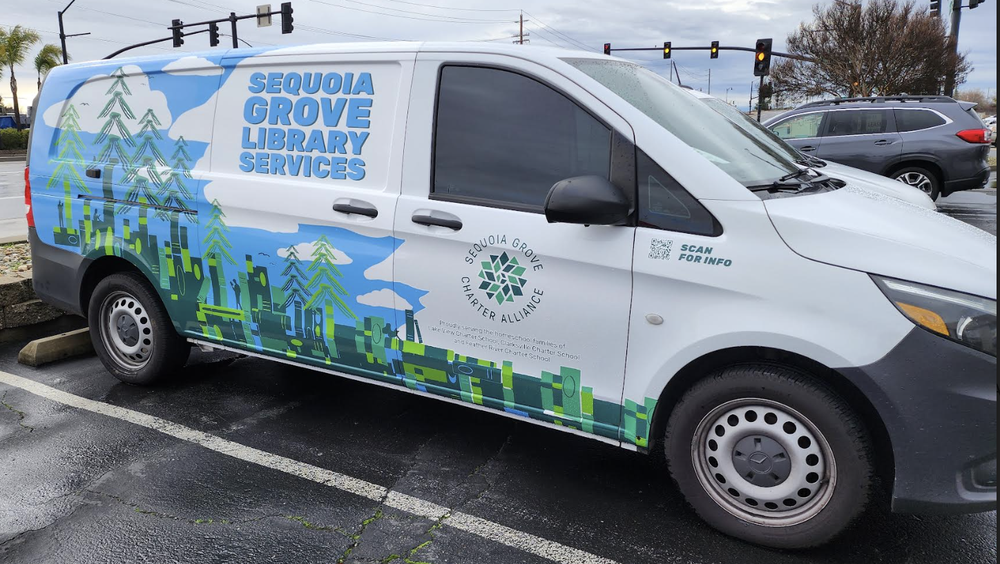 SEQUOIA
GROVE
LIBRARY
SERVICES
SEQUOIA GROVE
CHARTER ALLIANCE
Proudly serving the homeschool families of
Lake View Charter School, Clarksville Charter School
and Feather River Charter School
SCAN
FOR INFO